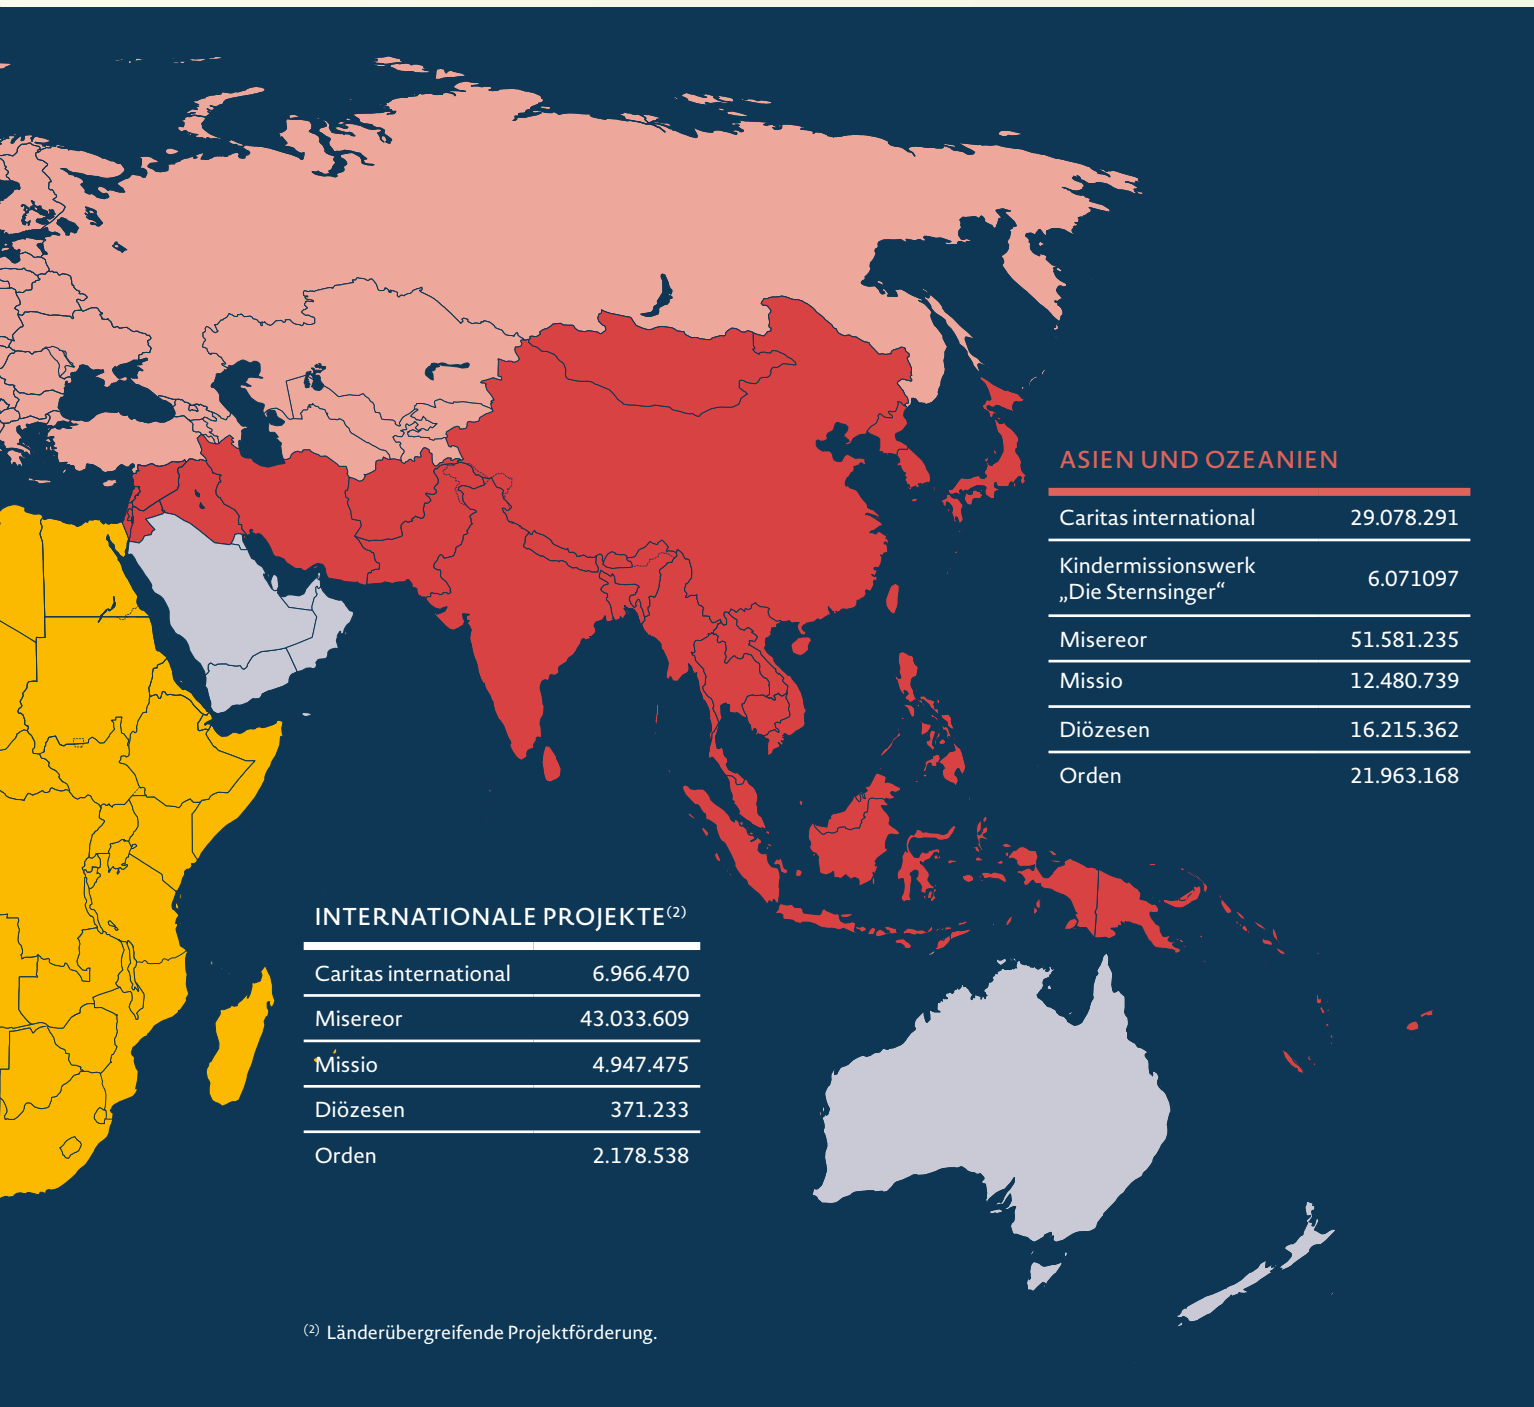 ASIEN UND OZEANIEN
Caritas international 29.078.291
Kindermissionswerk
„Die Sternsinger“ 6.071097
Misereor 51.581.235
Missio 12.480.739
Diözesen 16.215.362
Orden 21.963.168
INTERNATIONALE PROJEKTE(2)
Caritas international 6.966.470
Misereor 43.033.609
Missio 4.947.475
Diözesen 371.233
Orden 2.178.538
(2) Länderübergreifende Projektförderung.